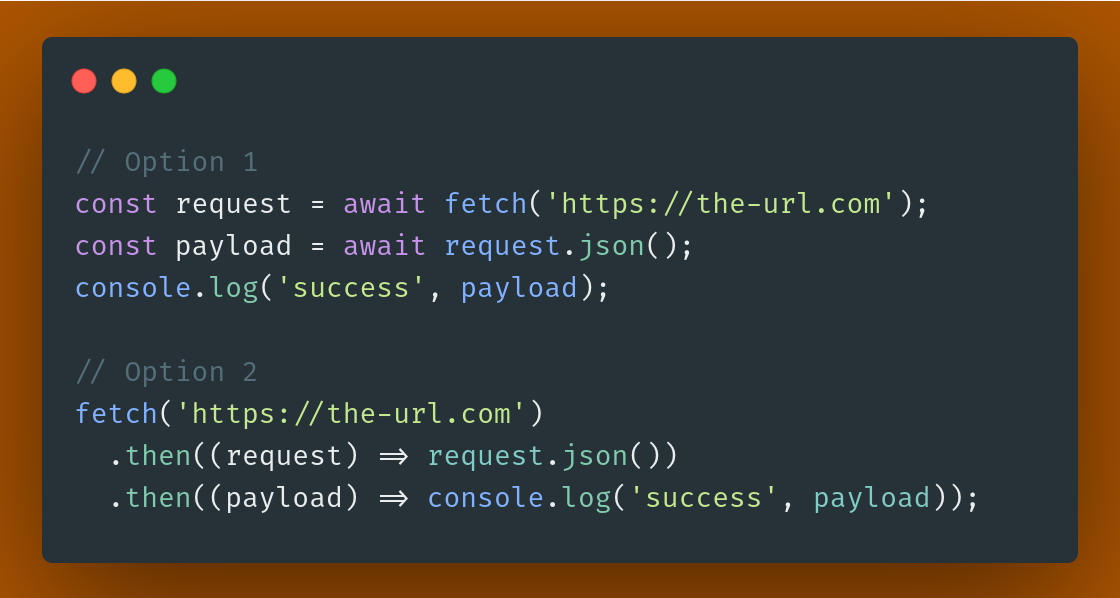 // Option 1
const request = await fetch('https://the-url.com');
const payload = await request.json();
console.log('success', payload);
// Option 2
fetch('https://the-url.com')
.then((request) => request.json())
.then((payload) => console.log('success', payload));